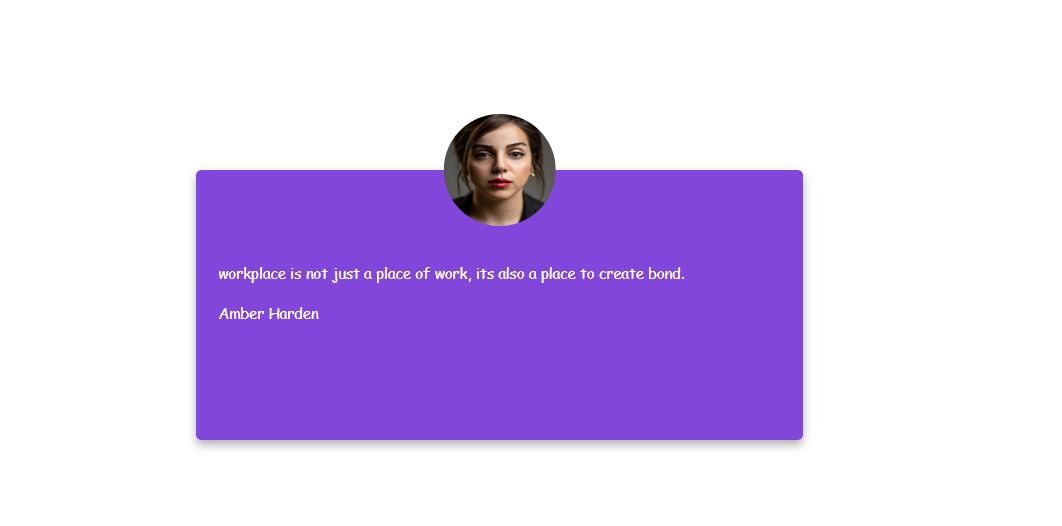 workplace is not just a place of work, its also a place to create bond.
Amber Harden